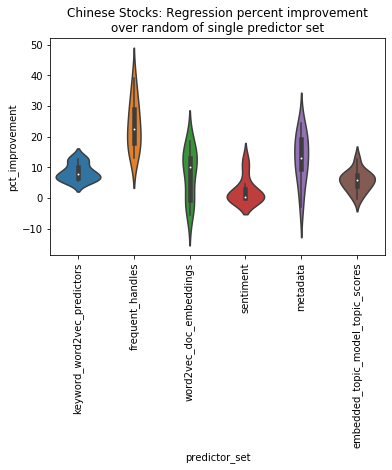 Chinese Stocks: Regression percent improvement
over random of single predictor set
50
40
30
20
10
0
−10
pct_improvement
keyword_word2vec_predictors
frequent_handles
word2vec_doc_embeddings
sentiment
metadata
embedded_topic_model_topic_scores
predictor_set